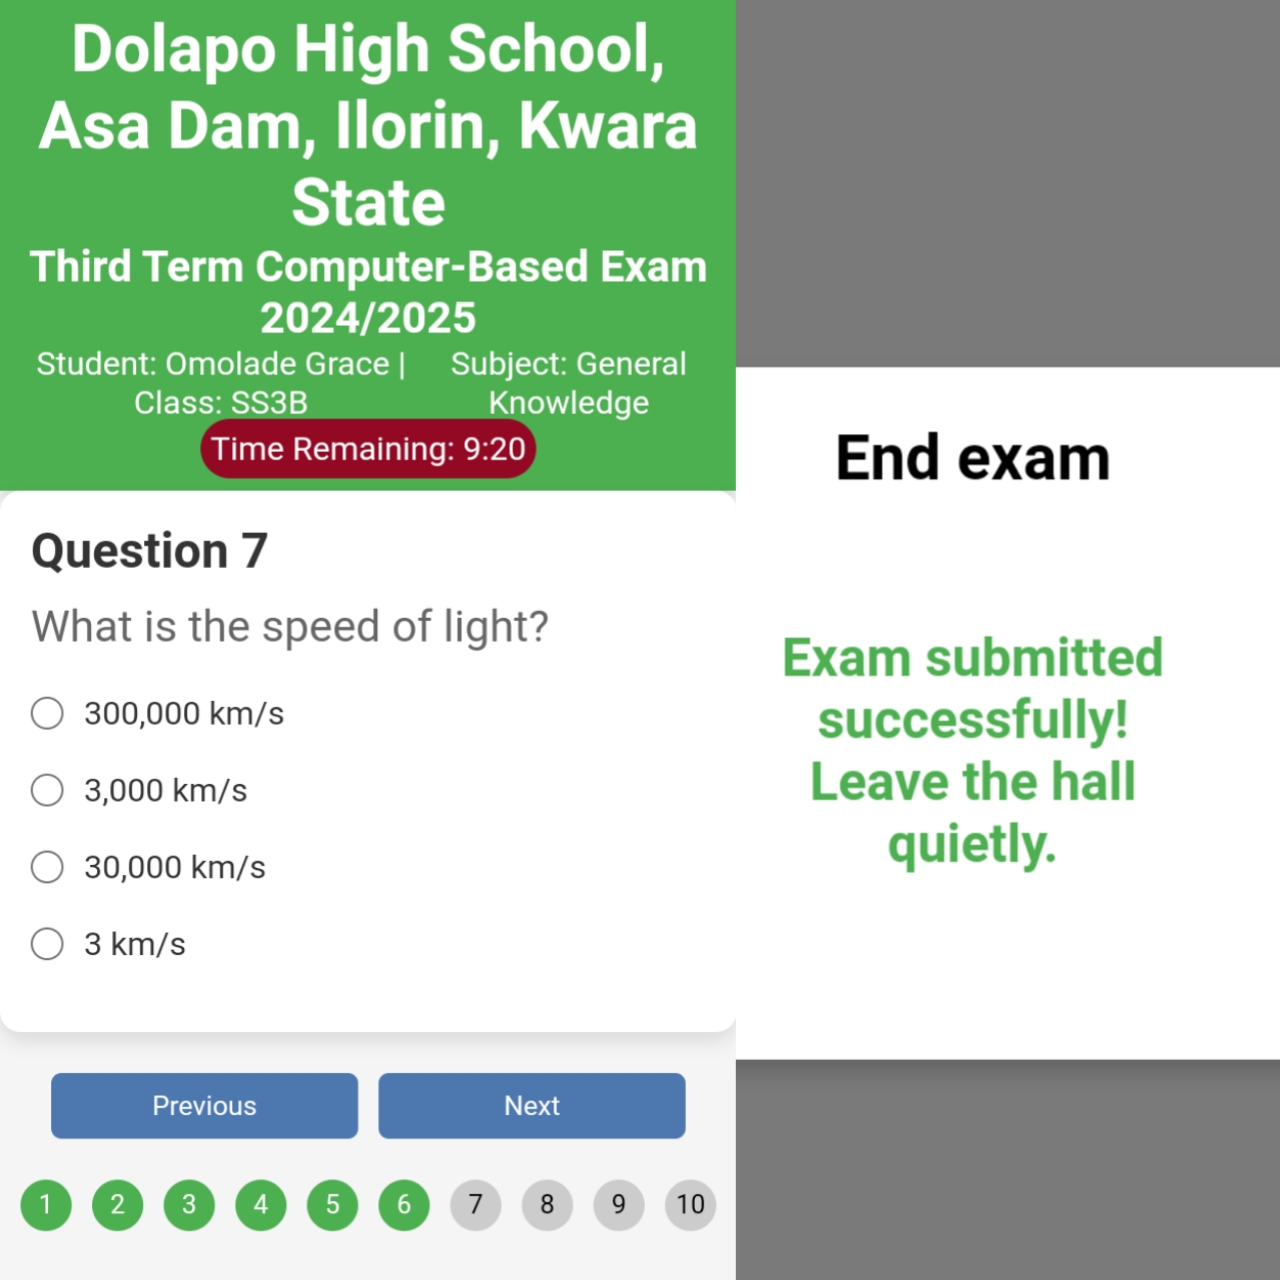 Dolapo High School,
Asa Dam, Ilorin, Kwara
State
Third Term Computer-Based Exam
2024/2025
Student: Omolade Grace |
Class: SS3B
Subject: General
Knowledge
Time Remaining: 9:20
Question 7
What is the speed of light?
300,000 km/s
3,000 km/s
30,000 km/s
3 km/s
Previous
Next
1 2 3 4 5 6 7 8 9 10
End exam
Exam submitted
successfully!
Leave the hall
quietly.